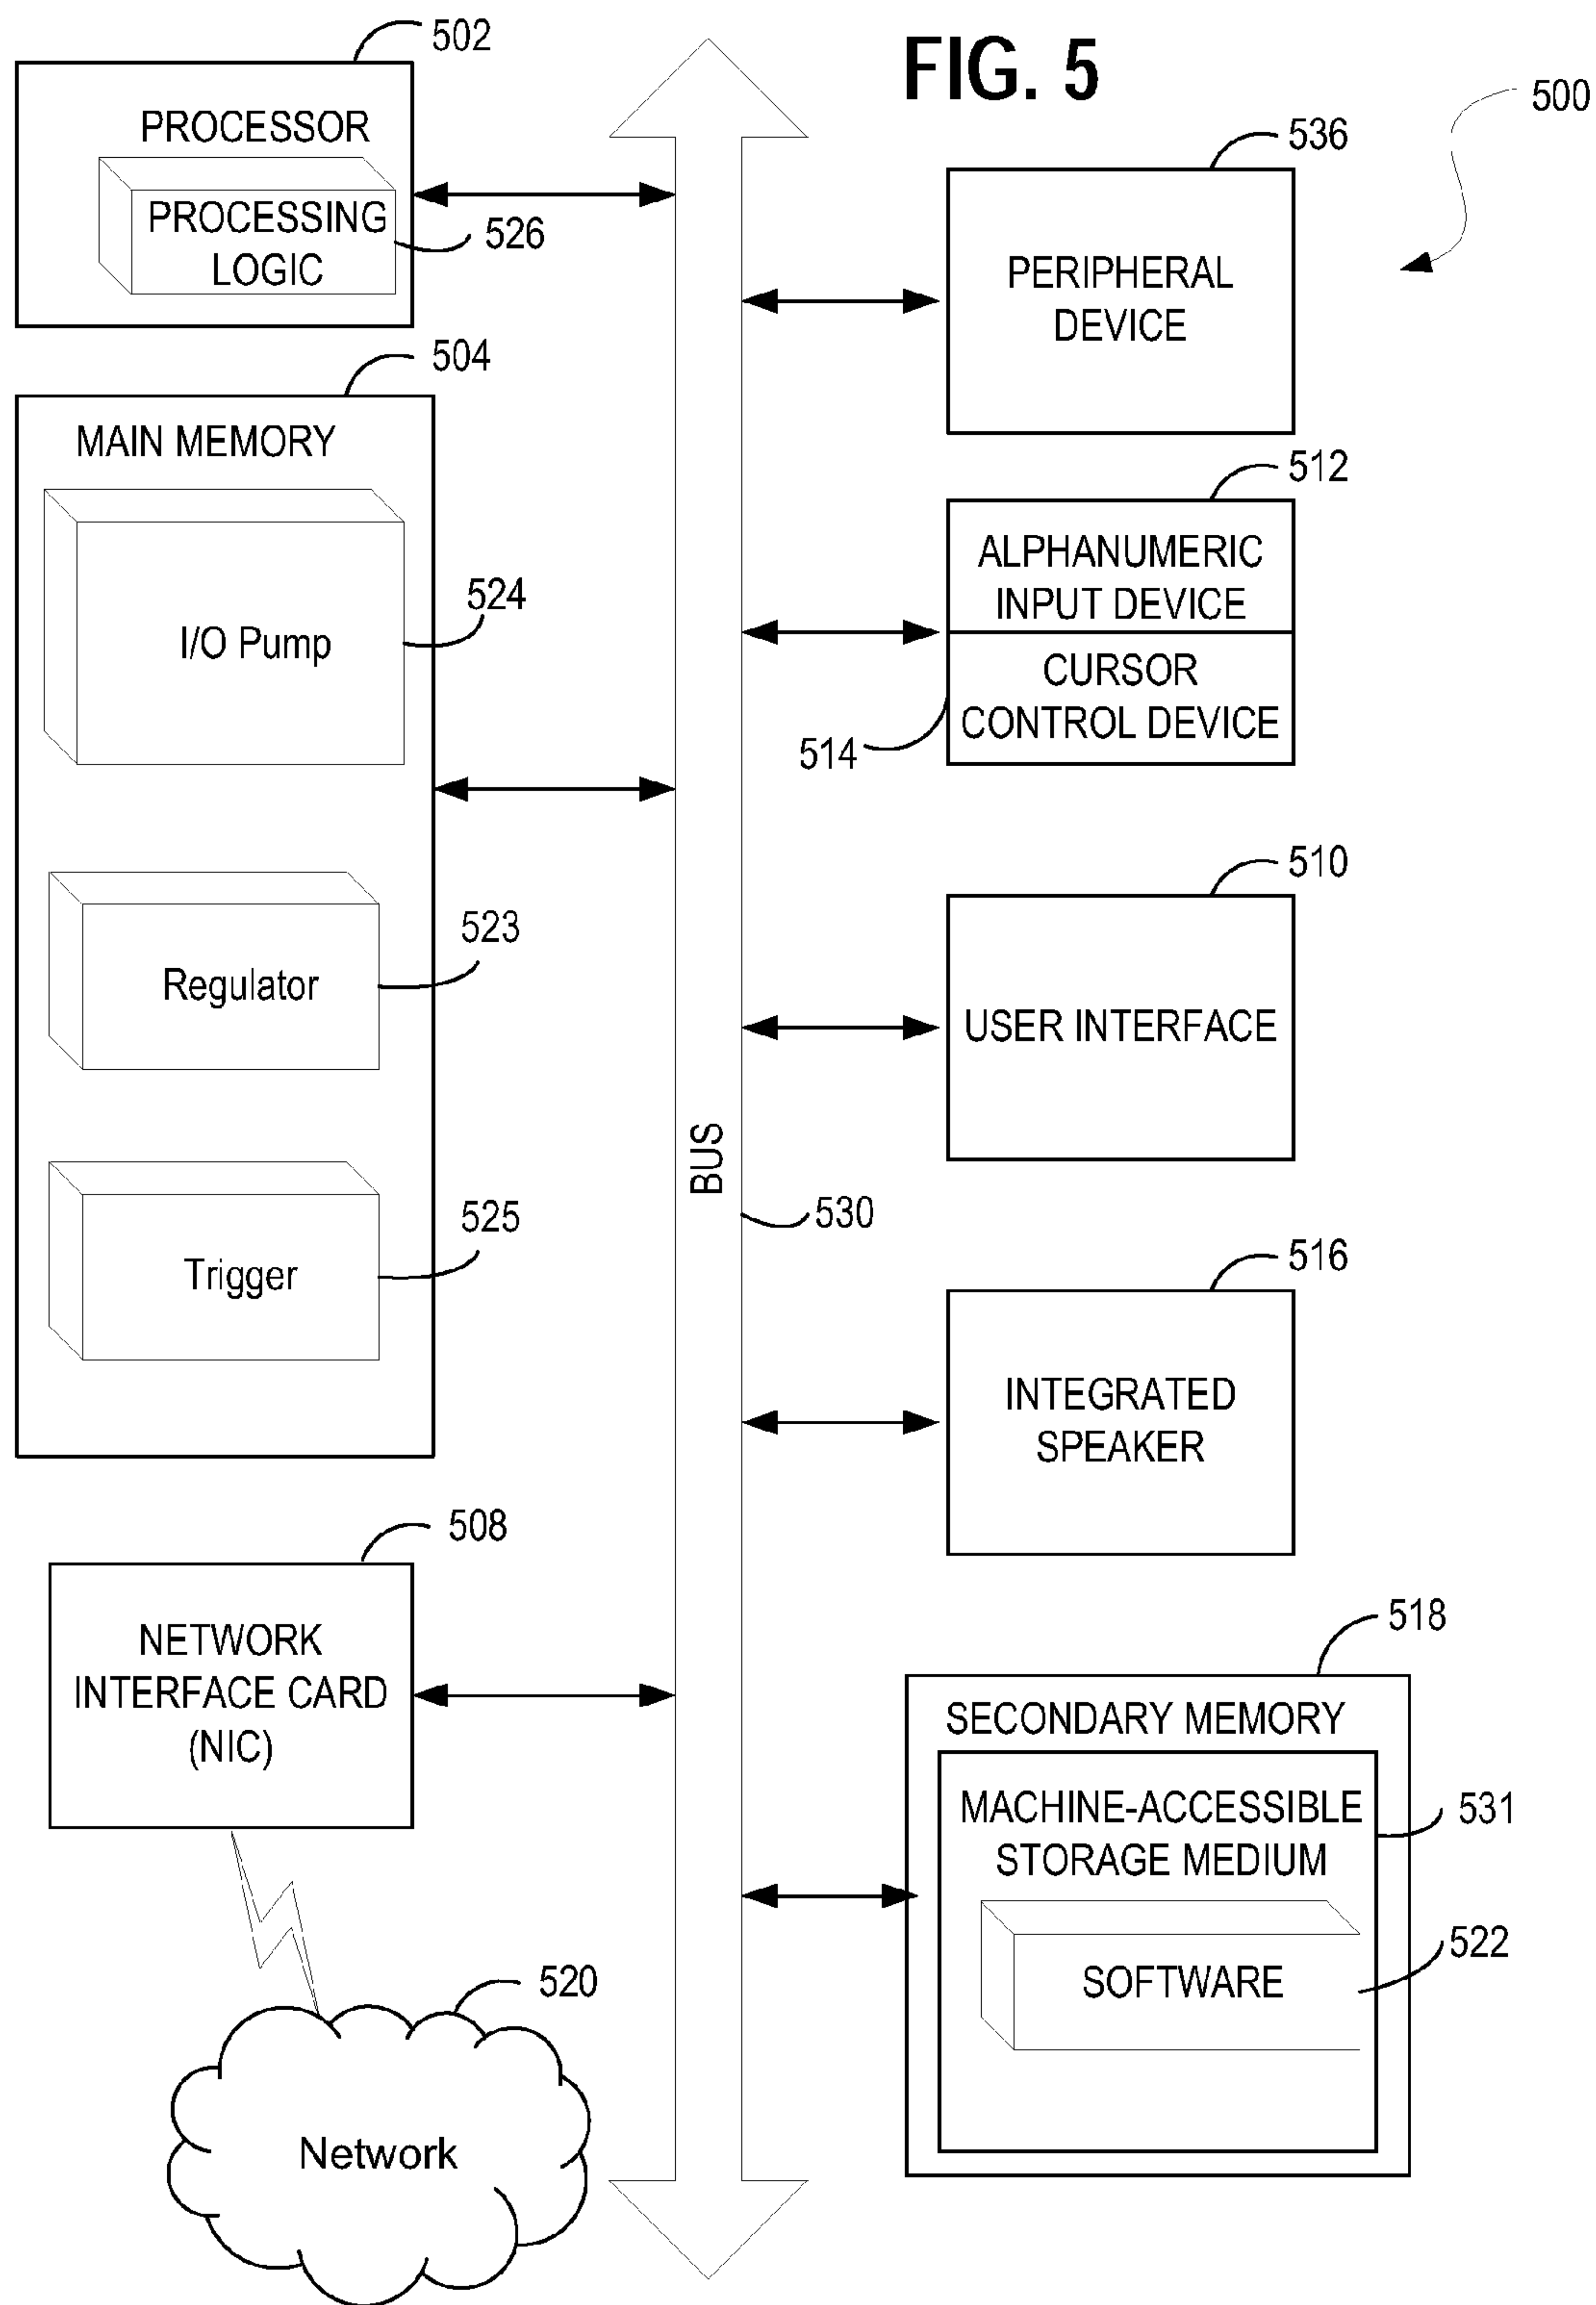 FIG. 5
500
502
PROCESSOR
PROCESSING
LOGIC
526
504
MAIN MEMORY
I/O Pump
524
Regulator
523
Trigger
525
508
NETWORK
INTERFACE CARD
(NIC)
520
Network
BUS
530
536
PERIPHERAL
DEVICE
512
ALPHANUMERIC
INPUT DEVICE
CURSOR
CONTROL DEVICE
514
510
USER INTERFACE
516
INTEGRATED
SPEAKER
518
SECONDARY MEMORY
MACHINE-ACCESSIBLE
STORAGE MEDIUM
531
SOFTWARE
522